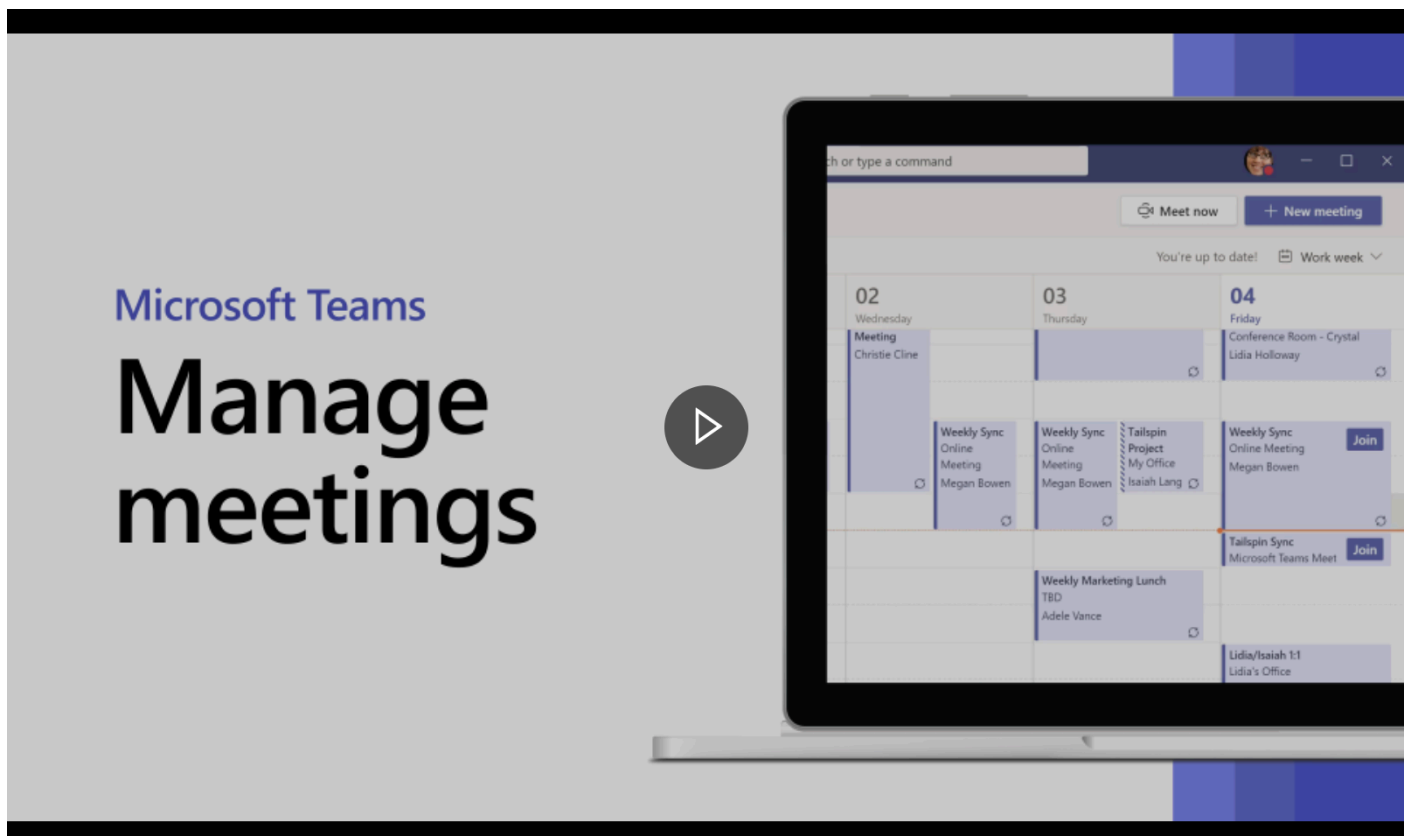 Microsoft Teams
Manage
meetings
ch or type a command
Meet now
New meeting
You're up to date!
Work week
02
Wednesday
03
Thursday
04
Friday
Meeting
Christie Cline
Conference Room - Crystal
Lidia Holloway
Weekly Sync
Online
Meeting
Megan Bowen
Weekly Sync
Online
Meeting
Megan Bowen
Tailspin
Project
My Office
Isaiah Lang
Weekly Sync
Online Meeting
Megan Bowen
Join
Tailspin Sync
Microsoft Teams Meet
Join
Weekly Marketing Lunch
TBD
Adele Vance
Lidia/Isaiah 1:1
Lidia's Office